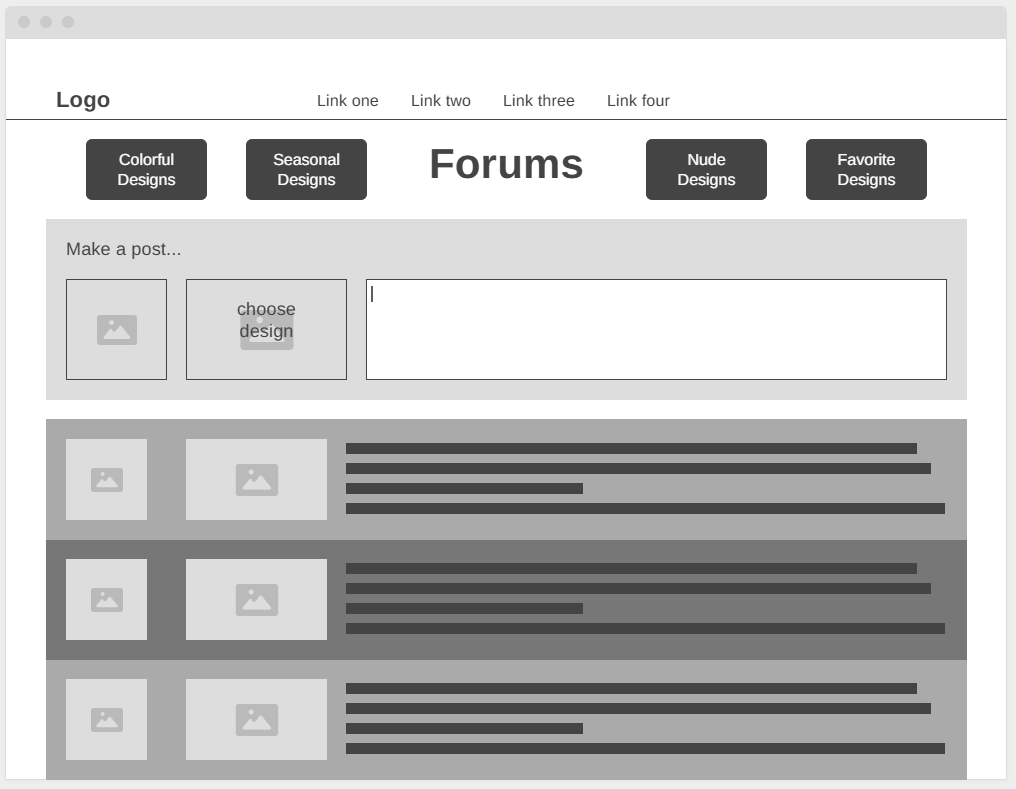 Logo
Link one
Link two
Link three
Link four
Colorful
Designs
Seasonal
Designs
Forums
Nude
Designs
Favorite
Designs
Make a post...
choose
design